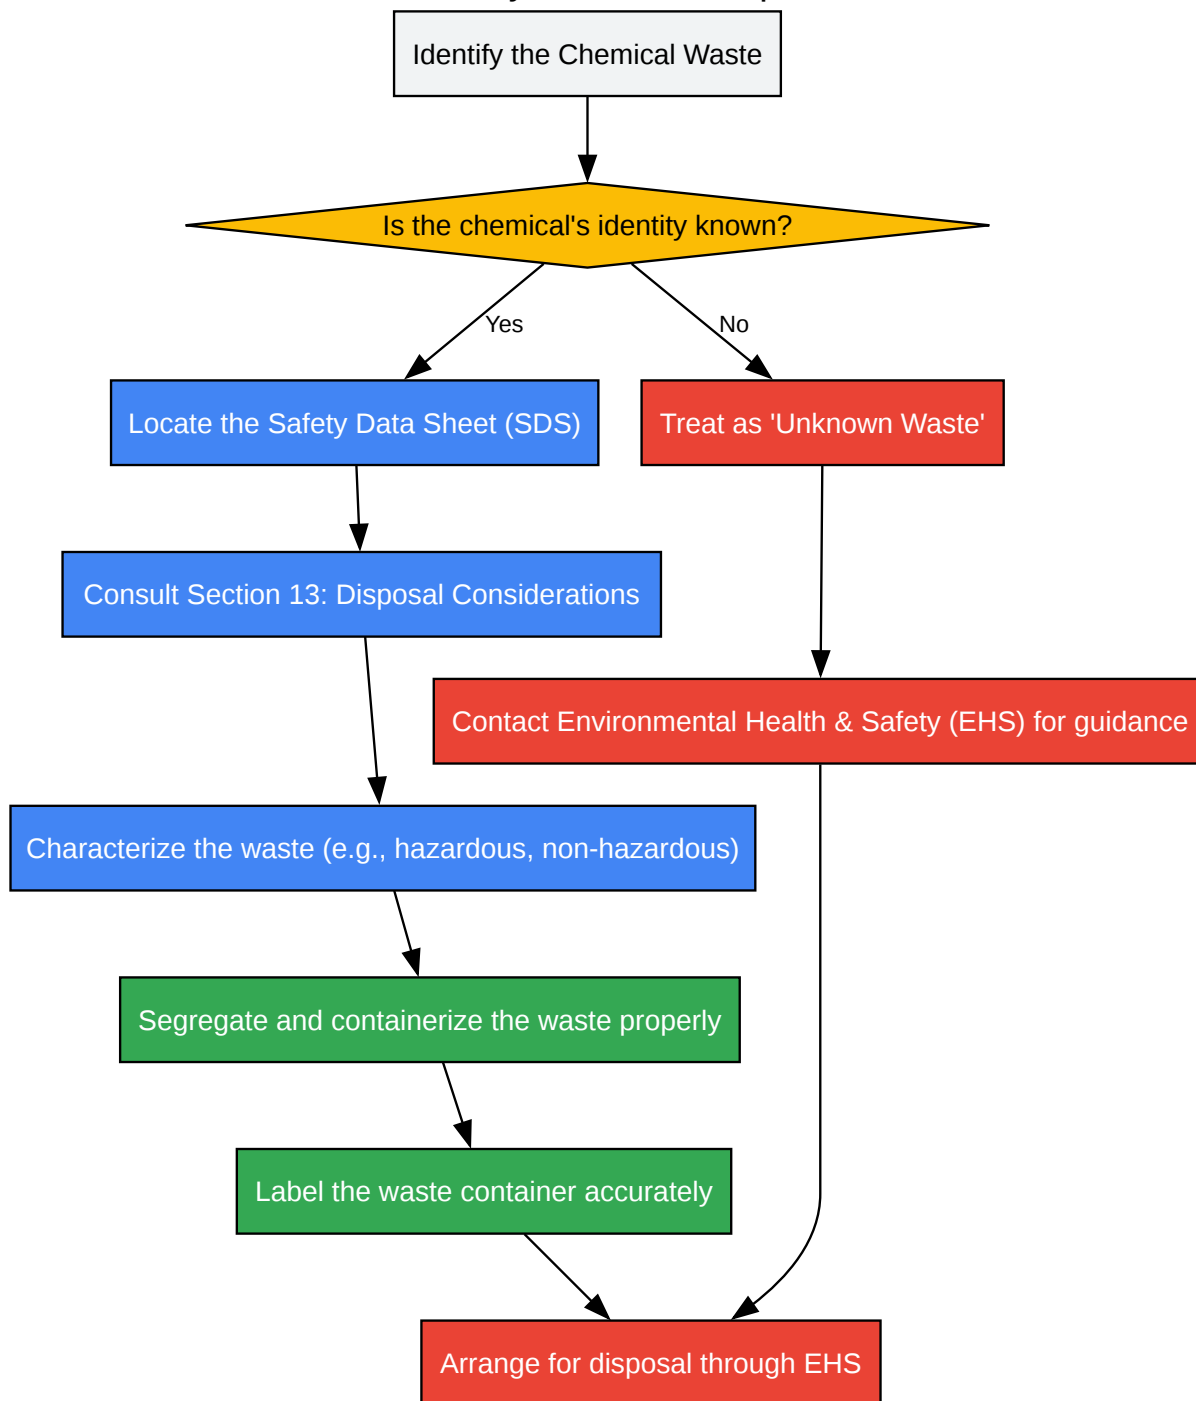 Identify the Chemical Waste
Is the chemical's identity known?
Yes
No
Locate the Safety Data Sheet (SDS)
Treat as 'Unknown Waste'
Consult Section 13: Disposal Considerations
Contact Environmental Health & Safety (EHS) for guidance
Characterize the waste (e.g., hazardous, non-hazardous)
Segregate and containerize the waste properly
Label the waste container accurately
Arrange for disposal through EHS